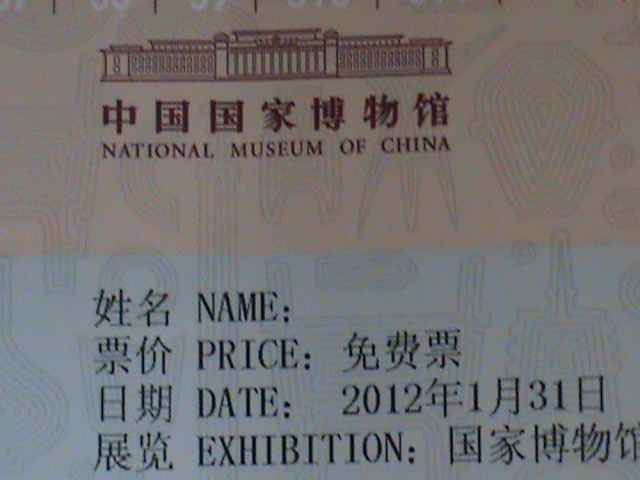 中国国家博物馆
NATIONAL MUSEUM OF CHINA
姓名 NAME:
票价 PRICE: 免费票
日期 DATE: 2012年1月31日
展览 EXHIBITION: 国家博物馆